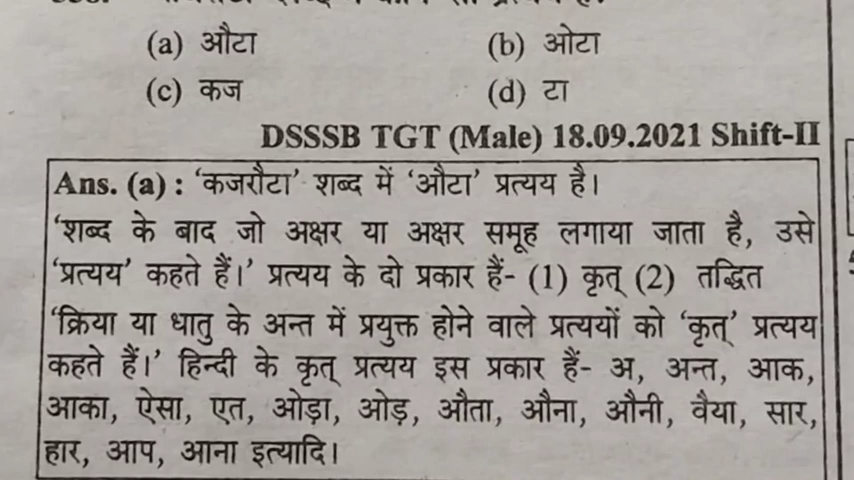 (a) औटा (b) ओटा
(c) कज (d) टा
DSSSB TGT (Male) 18.09.2021 Shift-II
Ans. (a) : 'कजरौटा' शब्द में 'औटा' प्रत्यय है।
'शब्द के बाद जो अक्षर या अक्षर समूह लगाया जाता है, उसे
'प्रत्यय' कहते हैं।' प्रत्यय के दो प्रकार हैं- (1) कृत् (2) तद्धित
'क्रिया या धातु के अन्त में प्रयुक्त होने वाले प्रत्ययों को 'कृत्' प्रत्यय
कहते हैं।' हिन्दी के कृत् प्रत्यय इस प्रकार हैं- अ, अन्त, आक,
आका, ऐसा, एत, ओड़ा, ओड़, औता, औना, औनी, वैया, सार,
हार, आप, आना इत्यादि।